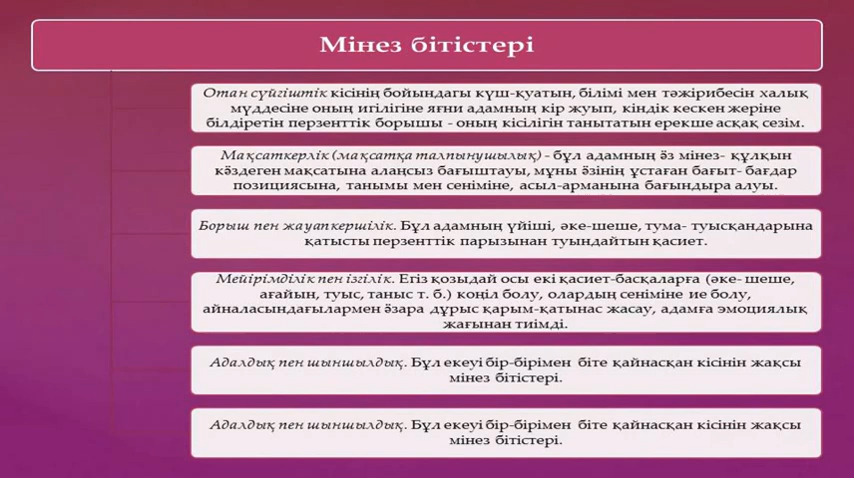 Мінез бітістері
Отан сүйгіштік кісінің бойындағы күш-қуатын, білімі мен тәжірибесін халық
мүддесіне оның игілігіне яғни адамның кір жуып, кіндік кескен жеріне
білдіретін перзенттік борышы - оның кісілігін танытатын ерекше асқақ сезім.
Мақсаткерлік (мақсатқа талпынушылық) - бұл адамның өз мінез- құлқын
көздеген мақсатына алаңсыз бағыштауы, мұны өзінің ұстаған бағыт- бағдар
позициясына, танымы мен сеніміне, асыл-арманына бағындыра алуы.
Борыш пен жауапкершілік. Бұл адамның үйіші, әке-шеше, тума- туысқандарына
қатысты перзенттік парызынан туындайтын қасиет.
Мейірімділік пен ізгілік. Егіз қозыдай осы екі қасиет-басқаларға (әке- шеше,
ағайын, туыс, таныс т. б.) көңіл болу, олардың сеніміне ие болу,
айналасындағылармен өзара дұрыс қарым-қатынас жасау, адамға эмоциялық
жағынан тиімді.
Адалдық пен шыншылдық. Бұл екеуі бір-бірімен біте қайнасқан кісінің жақсы
мінез бітістері.
Адалдық пен шыншылдық. Бұл екеуі бір-бірімен біте қайнасқан кісінің жақсы
мінез бітістері.